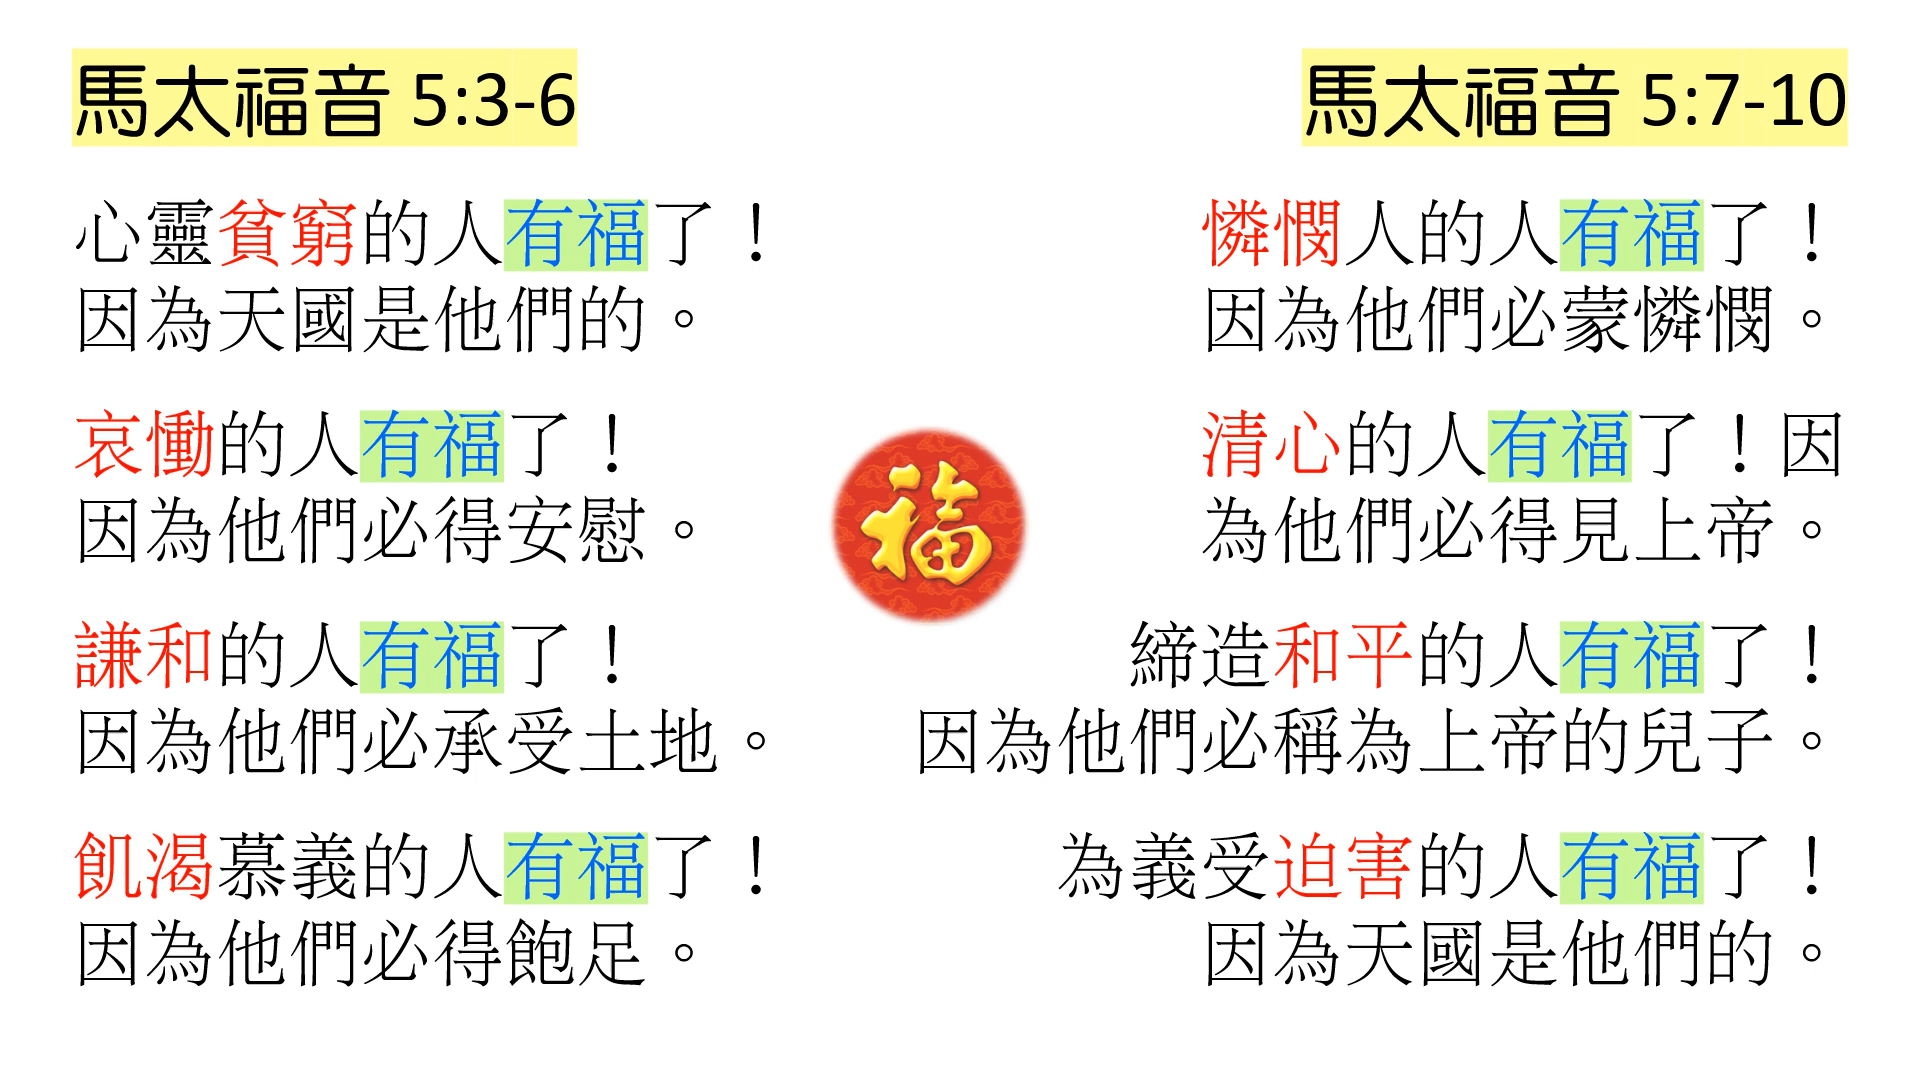 馬太福音 5:3-6
心靈貧窮的人有福了！
因為天國是他們的。
哀慟的人有福了！
因為他們必得安慰。
謙和的人有福了！
因為他們必承受土地。
飢渴慕義的人有福了！
因為他們必得飽足。
福
馬太福音 5:7-10
憐憫人的人有福了！
因為他們必蒙憐憫。
清心的人有福了！因
為他們必得見上帝。
締造和平的人有福了！
因為他們必稱為上帝的兒子。
為義受迫害的人有福了！
因為天國是他們的。